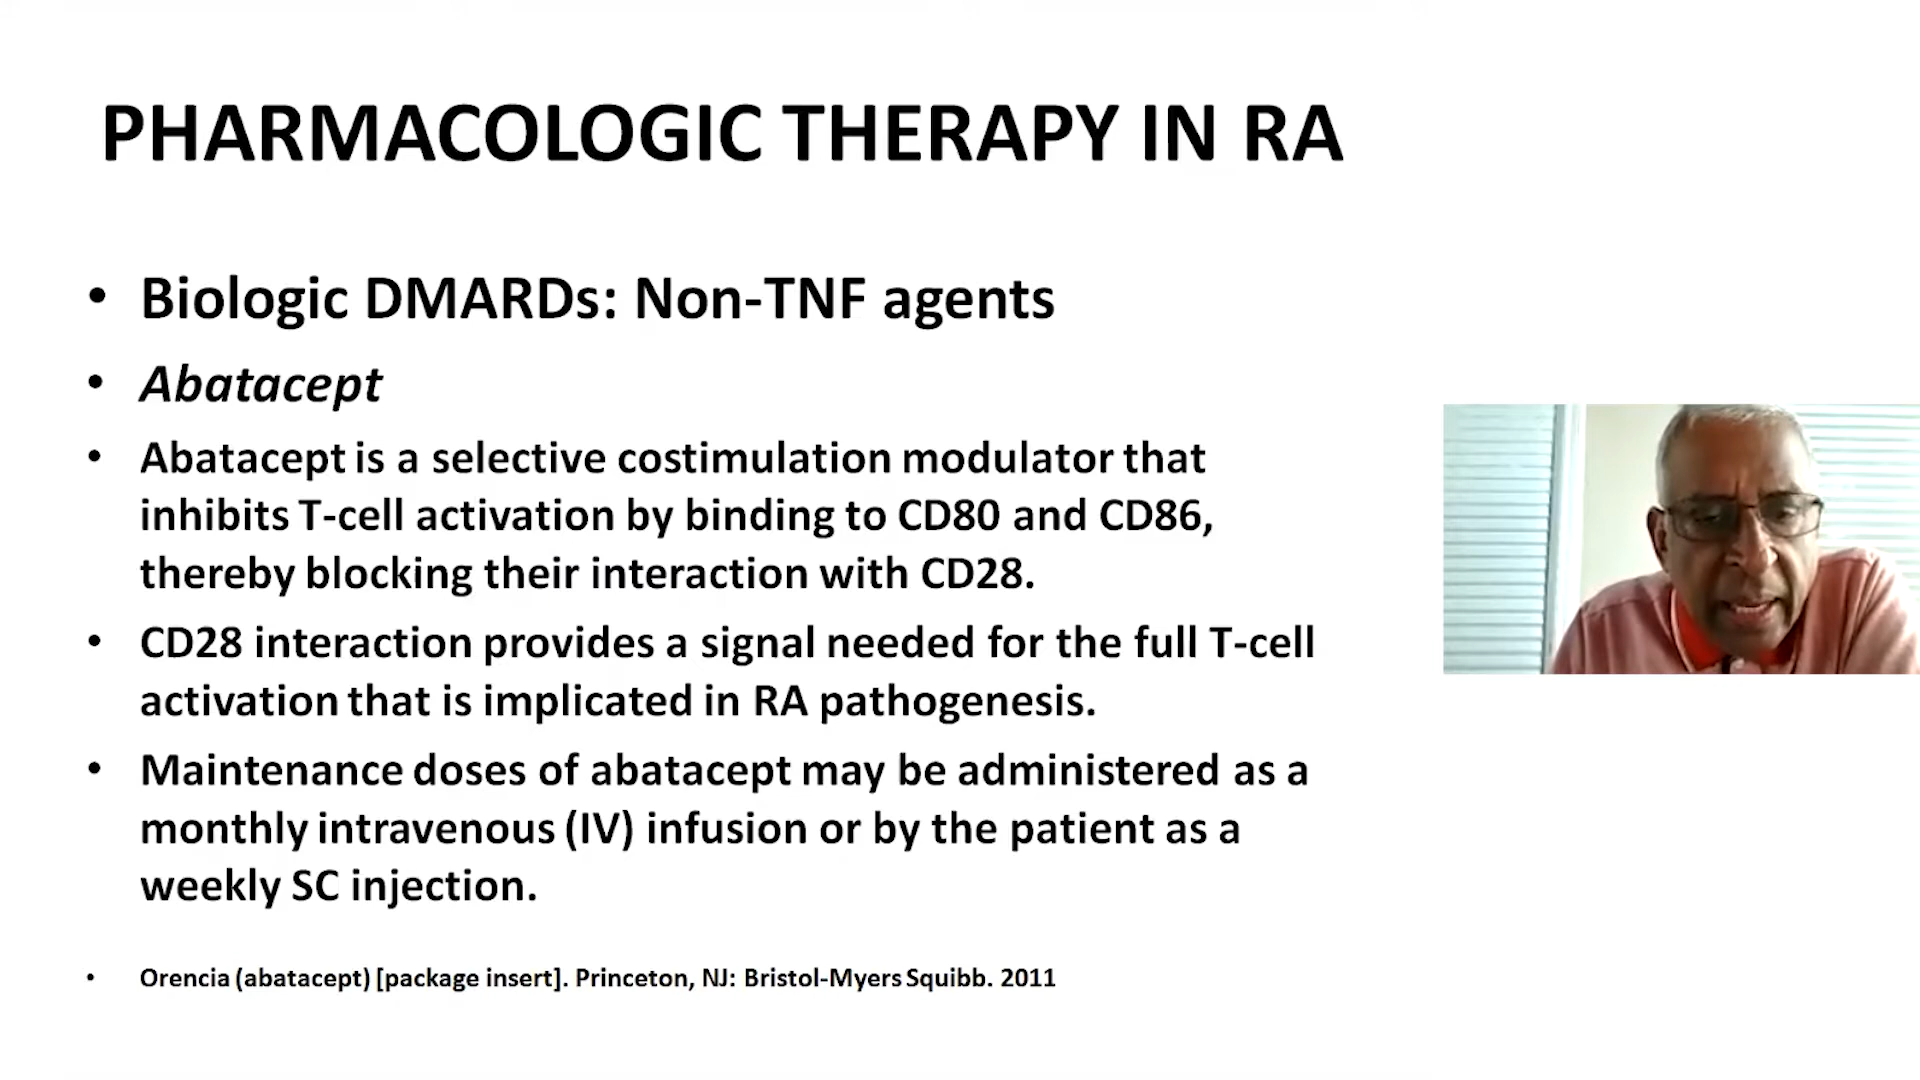 PHARMACOLOGIC THERAPY IN RA
• Biologic DMARDs: Non-TNF agents
• Abatacept
• Abatacept is a selective costimulation modulator that
inhibits T-cell activation by binding to CD80 and CD86,
thereby blocking their interaction with CD28.
• CD28 interaction provides a signal needed for the full T-cell
activation that is implicated in RA pathogenesis.
• Maintenance doses of abatacept may be administered as a
monthly intravenous (IV) infusion or by the patient as a
weekly SC injection.
• Orencia (abatacept) [package insert]. Princeton, NJ: Bristol-Myers Squibb. 2011